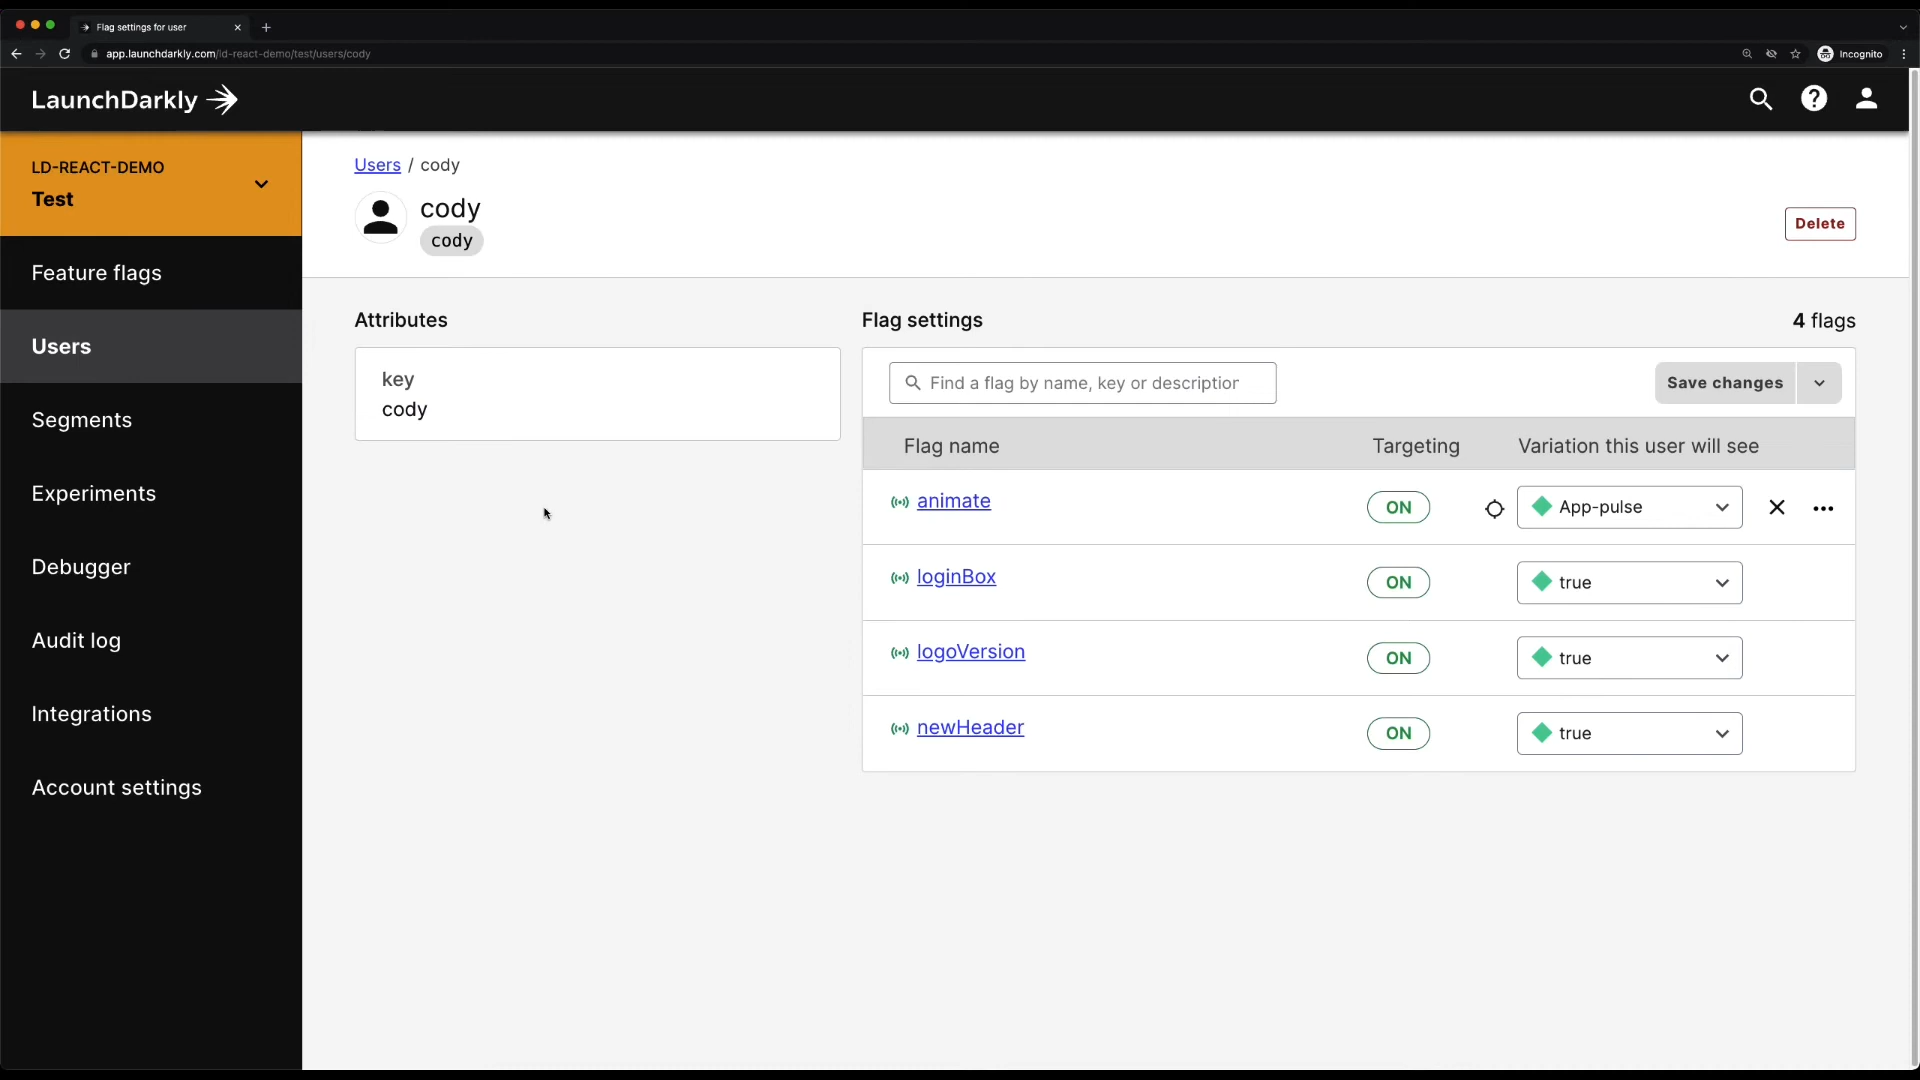 Flag settings for user
app.launchdarkly.com/ld-react-demo/test/users/cody
Incognito
LaunchDarkly
LD-REACT-DEMO
Test
Feature flags
Users
Segments
Experiments
Debugger
Audit log
Integrations
Account settings
Users / cody
cody
cody
Delete
Attributes
key
cody
Flag settings
4 flags
Find a flag by name, key or description
Save changes
Flag name Targeting Variation this user will see
animate ON App-pulse
loginBox ON true
logoVersion ON true
newHeader ON true